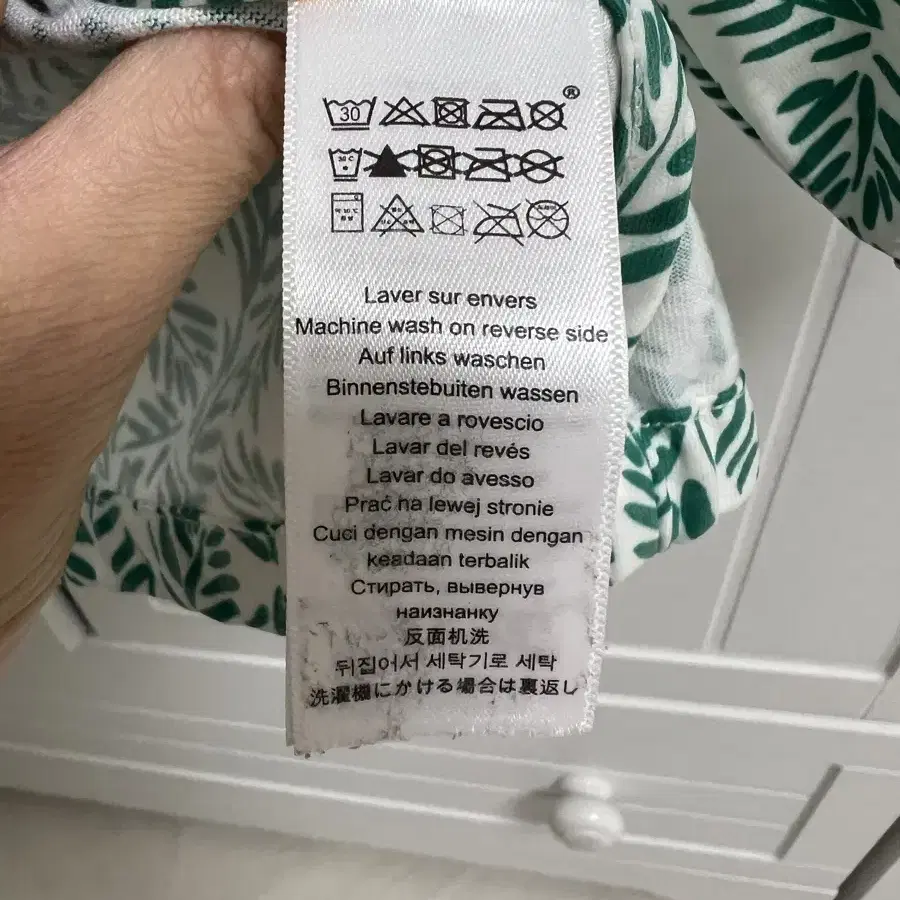 ®
30
Laver sur envers
Machine wash on reverse side
Auf links waschen
Binnenstebuiten wassen
Lavare a rovescio
Lavar del revés
Lavar do avesso
Prać na lewej stronie
Cuci dengan mesin dengan
keadaan terbalik
Стирать, вывернув
наизнанку
反面机洗
뒤집어서 세탁기로 세탁
洗濯機にかける場合は裏返し